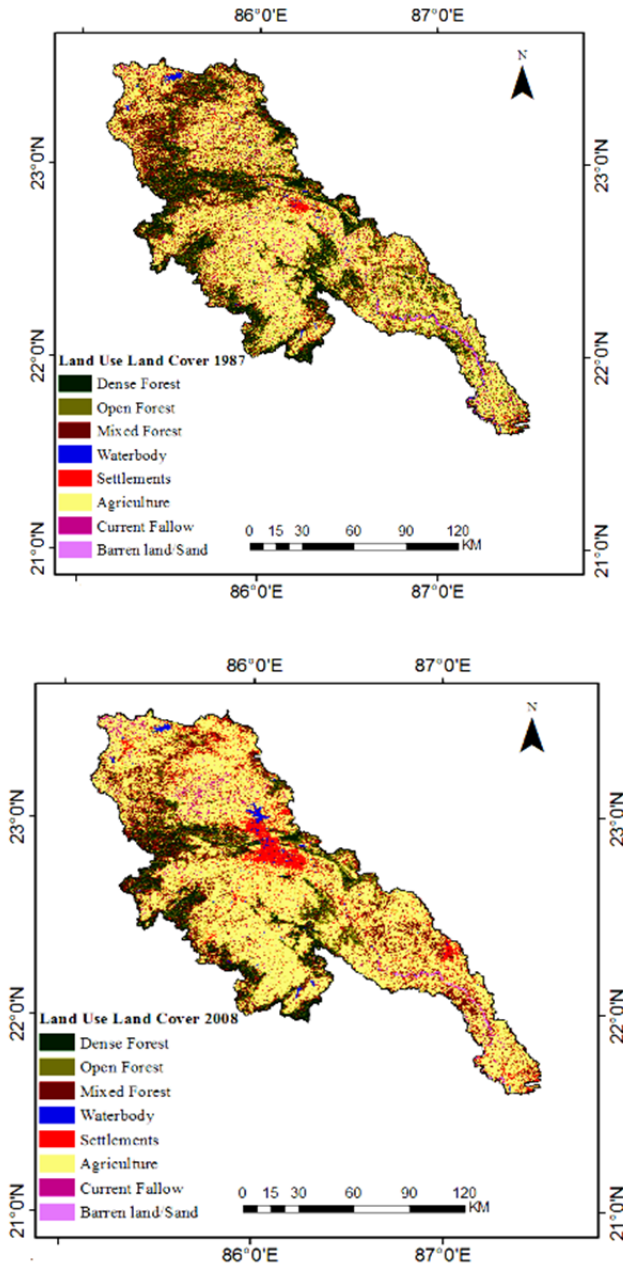 86°0'E 87°0'E
N
23°0'N 23°0'N
22°0'N 22°0'N
Land Use Land Cover 1987
Dense Forest
Open Forest
Mixed Forest
Waterbody
Settlements
Agriculture
Current Fallow
Barren land/Sand
0 15 30 60 90 120
KM
21°0'N 21°0'N
86°0'E 87°0'E
86°0'E 87°0'E
N
23°0'N 23°0'N
22°0'N 22°0'N
Land Use Land Cover 2008
Dense Forest
Open Forest
Mixed Forest
Waterbody
Settlements
Agriculture
Current Fallow
Barren land/Sand
0 15 30 60 90 120
KM
21°0'N 21°0'N
86°0'E 87°0'E